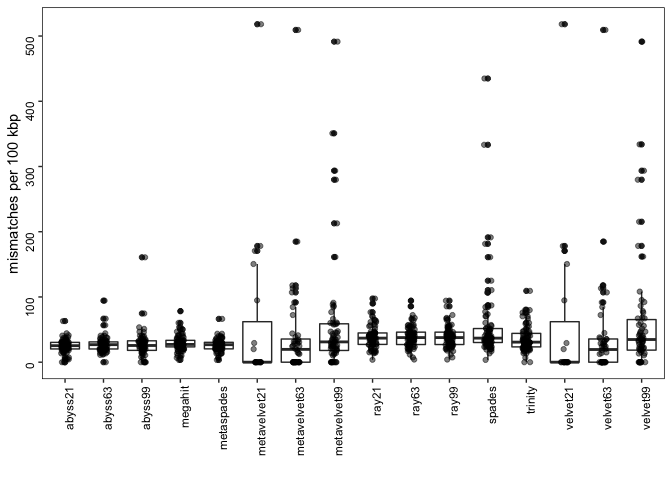 mismatches per 100 kbp
500
400
300
200
100
0
abyss21
abyss63
abyss99
megahit
metaspades
metavelvet21
metavelvet63
metavelvet99
ray21
ray63
ray99
spades
trinity
velvet21
velvet63
velvet99